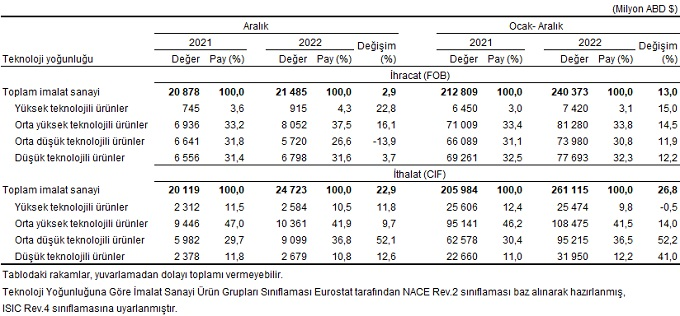 (Milyon ABD $)
Aralık Ocak- Aralık
2021 2022 Değişim 2021 2022 Değişim
Teknoloji yoğunluğu Değer Pay (%) Değer Pay (%) (%) Değer Pay (%) Değer Pay (%) (%)
İhracat (FOB)
Toplam imalat sanayi 20 878 100,0 21 485 100,0 2,9 212 809 100,0 240 373 100,0 13,0
Yüksek teknolojili ürünler 745 3,6 915 4,3 22,8 6 450 3,0 7 420 3,1 15,0
Orta yüksek teknolojili ürünler 6 936 33,2 8 052 37,5 16,1 71 009 33,4 81 280 33,8 14,5
Orta düşük teknolojili ürünler 6 641 31,8 5 720 26,6 -13,9 66 089 31,1 73 980 30,8 11,9
Düşük teknolojili ürünler 6 556 31,4 6 798 31,6 3,7 69 261 32,5 77 693 32,3 12,2
İthalat (CIF)
Toplam imalat sanayi 20 119 100,0 24 723 100,0 22,9 205 984 100,0 261 115 100,0 26,8
Yüksek teknolojili ürünler 2 312 11,5 2 584 10,5 11,8 25 606 12,4 25 474 9,8 -0,5
Orta yüksek teknolojili ürünler 9 446 47,0 10 361 41,9 9,7 95 141 46,2 108 475 41,5 14,0
Orta düşük teknolojili ürünler 5 982 29,7 9 099 36,8 52,1 62 578 30,4 95 215 36,5 52,2
Düşük teknolojili ürünler 2 378 11,8 2 679 10,8 12,6 22 660 11,0 31 950 12,2 41,0
Tablodaki rakamlar, yuvarlamadan dolayı toplamı vermeyebilir.
Teknoloji Yoğunluğuna Göre İmalat Sanayi Ürün Grupları Sınıflaması Eurostat tarafından NACE Rev.2 sınıflaması baz alınarak hazırlanmış,
ISIC Rev.4 sınıflamasına uyarlanmıştır.